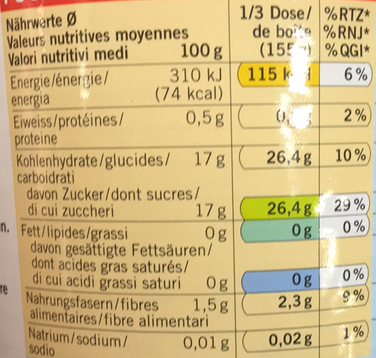 Nährwerte Ø
Valeurs nutritives moyennes
Valori nutritivi medi 100 g
1/3 Dose/ %RTZ*
de %RNJ*
%QGI*
Energie/énergie/ 310 kJ 115 6%
energia (74 kcal)
Eiweiss/protéines/ 0,5 g 2%
proteine
Kohlenhydrate/glucides/ 17 g 26,4 g 10%
carboidrati
davon Zucker/dont sucres/
di cui zuccheri 17 g 26,4 g 29%
n. Fett/lipides/grassi 0 g 0 g 0%
davon gesättigte Fettsäuren/
dont acides gras saturés/
di cui acidi grassi saturi 0 g 0 g 0%
re Nahrungsfasern/fibres 1,5 g 2,3 g 9%
alimentaires/fibre alimentari
Natrium/sodium/ 0,01 g 0,02 g 1%
sodio